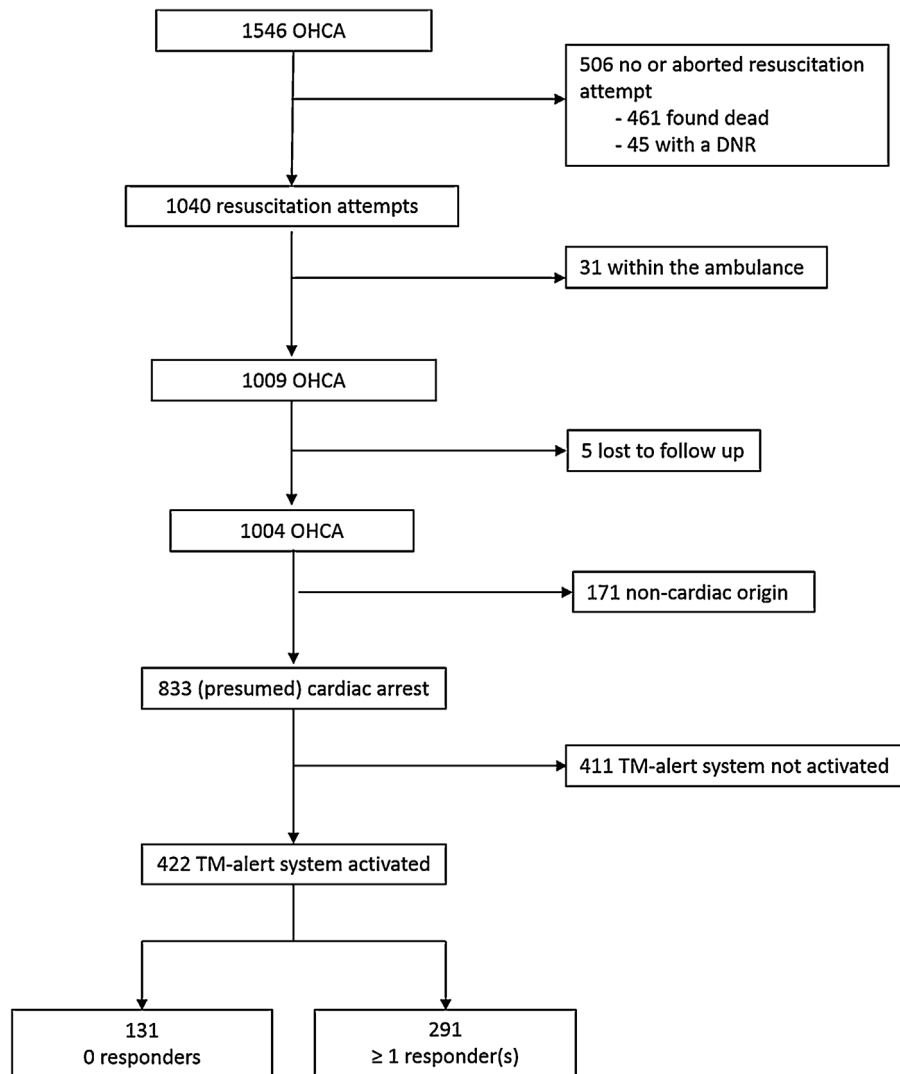 1546 OHCA
506 no or aborted resuscitation
attempt
- 461 found dead
- 45 with a DNR
1040 resuscitation attempts
31 within the ambulance
1009 OHCA
5 lost to follow up
1004 OHCA
171 non-cardiac origin
833 (presumed) cardiac arrest
411 TM-alert system not activated
422 TM-alert system activated
131
0 responders
291
≥ 1 responder(s)